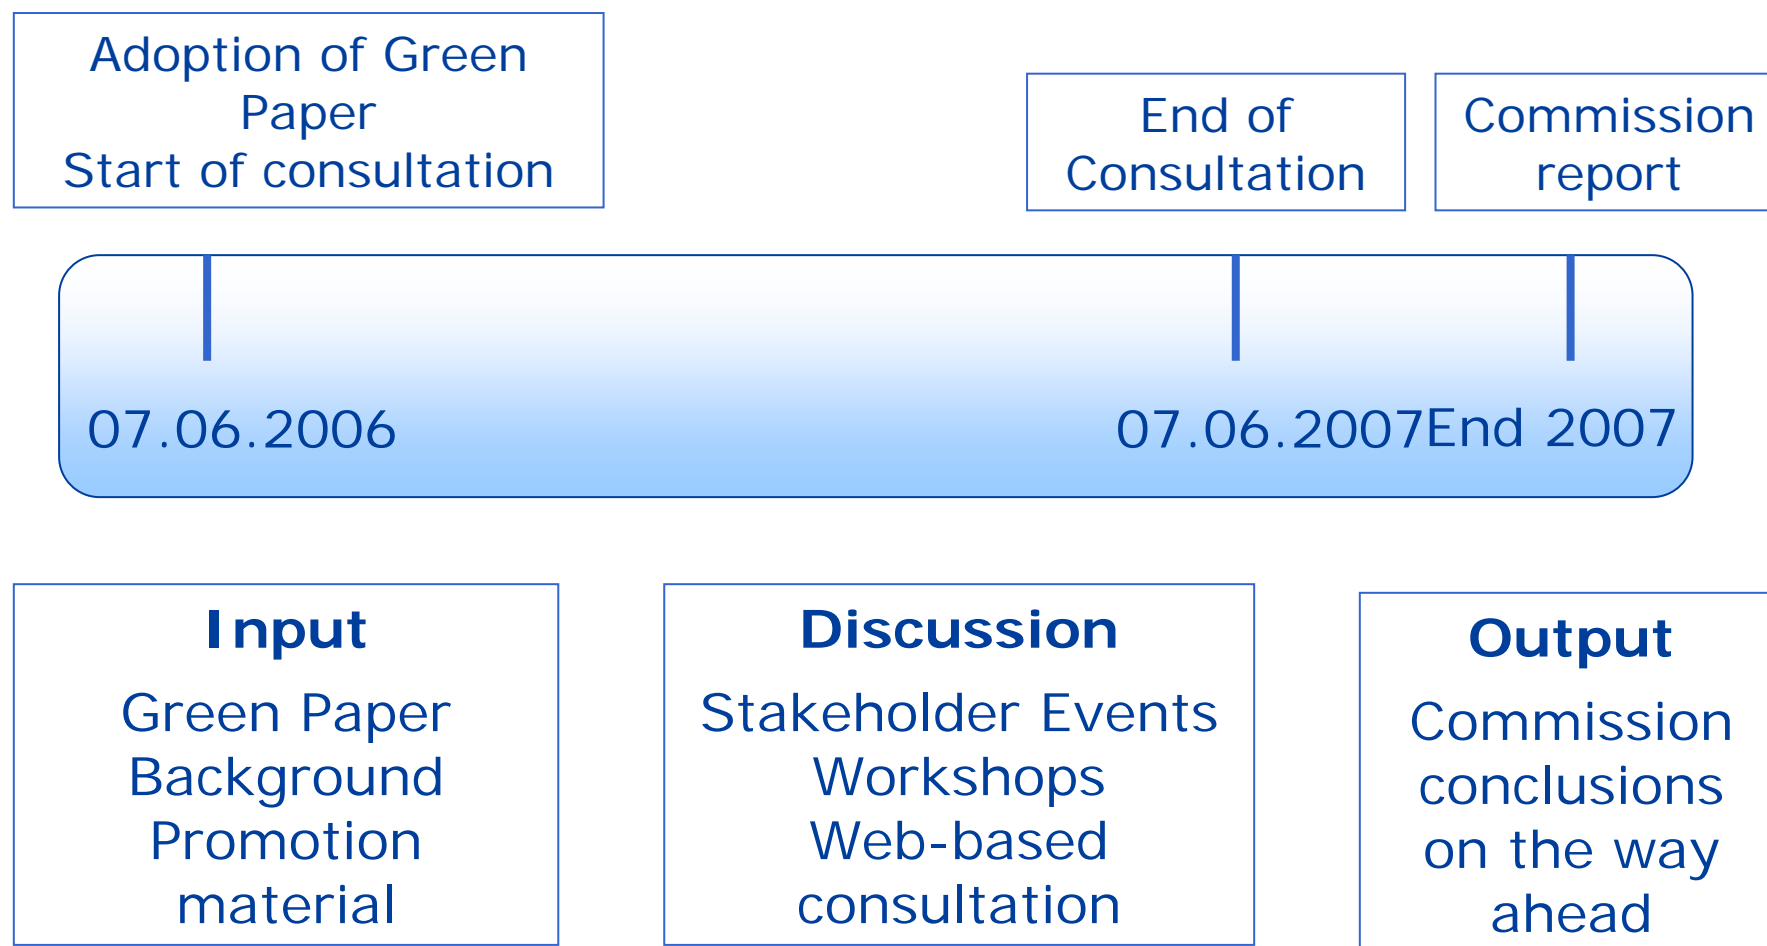 Adoption of Green
Paper
Start of consultation
End of
Consultation
Commission
report
07.06.2006
07.06.2007
End 2007
Input
Green Paper
Background
Promotion
material
Discussion
Stakeholder Events
Workshops
Web-based
consultation
Output
Commission
conclusions
on the way
ahead